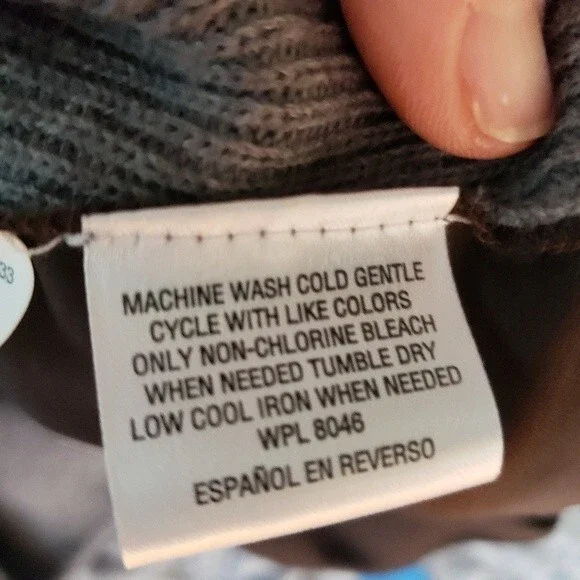 33
MACHINE WASH COLD GENTLE
CYCLE WITH LIKE COLORS
ONLY NON-CHLORINE BLEACH
WHEN NEEDED TUMBLE DRY
LOW COOL IRON WHEN NEEDED
WPL 8046
ESPAÑOL EN REVERSO